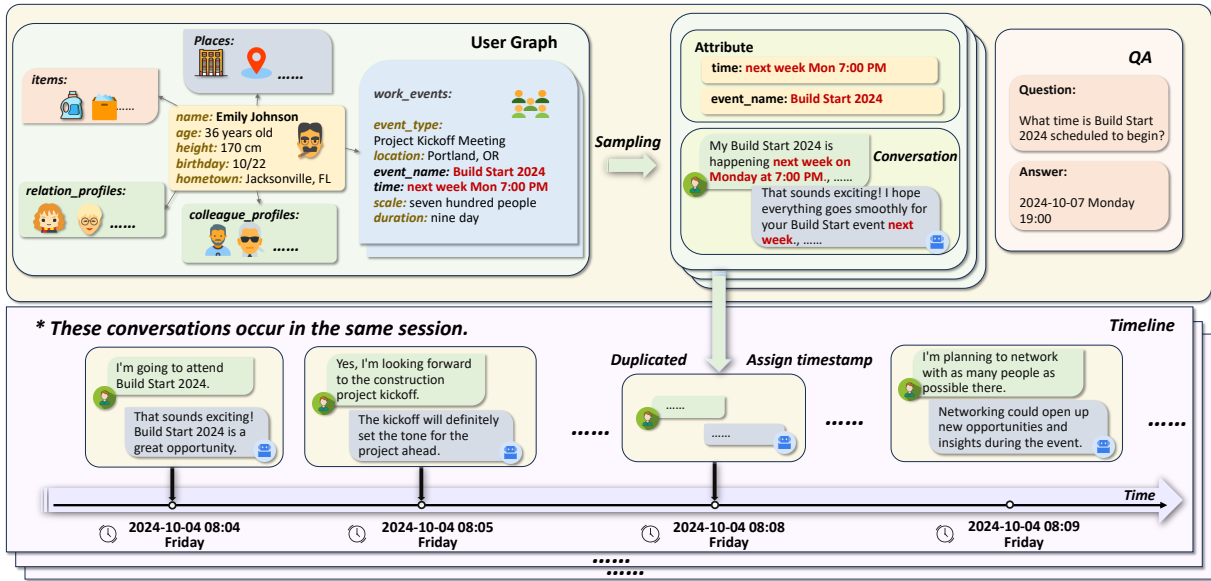 User Graph
Places:
......
items:
......
name: Emily Johnson
age: 36 years old
height: 170 cm
birthday: 10/22
hometown: Jacksonville, FL
relation_profiles:
......
colleague_profiles:
......
work_events:
event_type:
Project Kickoff Meeting
location: Portland, OR
event_name: Build Start 2024
time: next week Mon 7:00 PM
scale: seven hundred people
duration: nine day
Sampling
Attribute
time: next week Mon 7:00 PM
event_name: Build Start 2024
Conversation
My Build Start 2024 is
happening next week on
Monday at 7:00 PM., ......
That sounds exciting! I hope
everything goes smoothly for
your Build Start event next
week., ......
QA
Question:
What time is Build Start
2024 scheduled to begin?
Answer:
2024-10-07 Monday
19:00
* These conversations occur in the same session.
Timeline
I'm going to attend
Build Start 2024.
That sounds exciting!
Build Start 2024 is a
great opportunity.
Yes, I'm looking forward
to the construction
project kickoff.
The kickoff will definitely
set the tone for the
project ahead.
......
Duplicated
Assign timestamp
......
......
......
I'm planning to network
with as many people as
possible there.
Networking could open up
new opportunities and
insights during the event.
......
Time
2024-10-04 08:04
Friday
2024-10-04 08:05
Friday
2024-10-04 08:08
Friday
2024-10-04 08:09
Friday
......
......